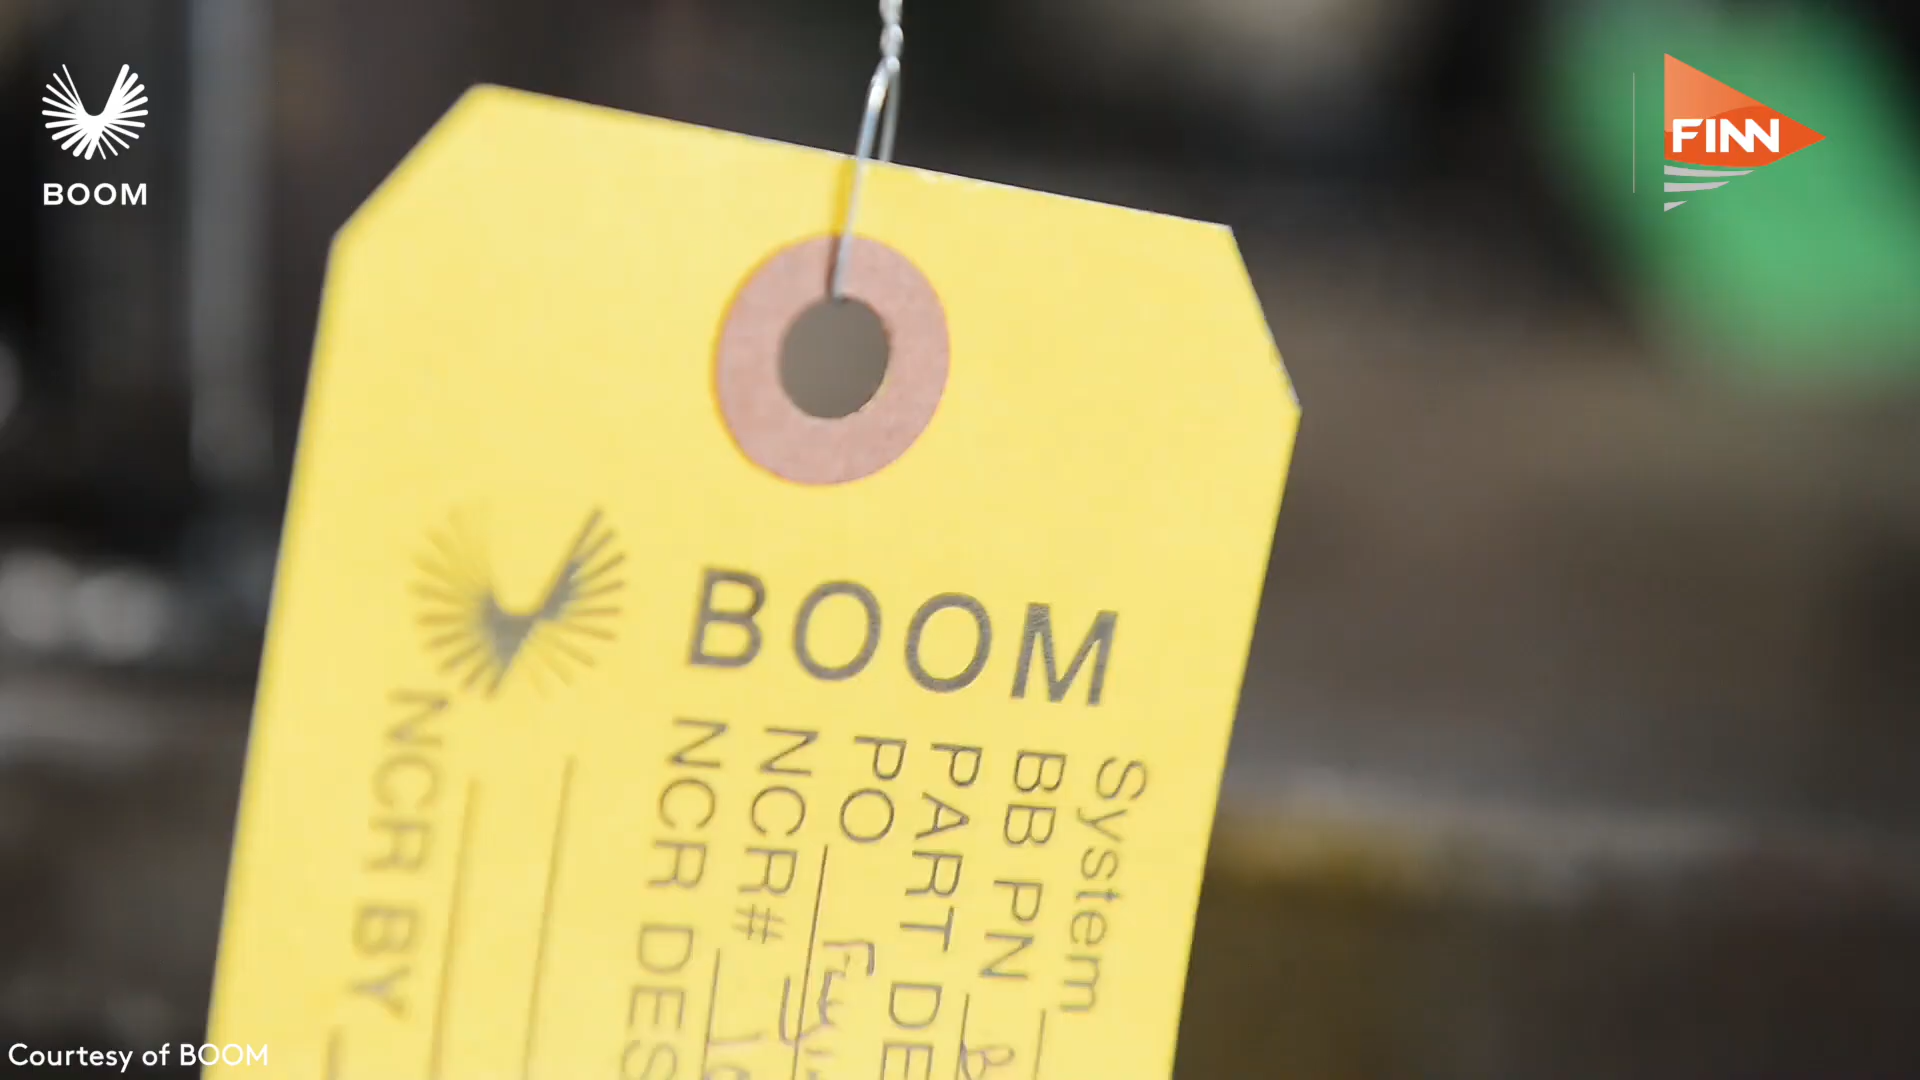 BOOM
FINN
BOOM
System
BB PN
PART DE
PO
NCR#
NCR DES
NCR BY
Courtesy of BOOM